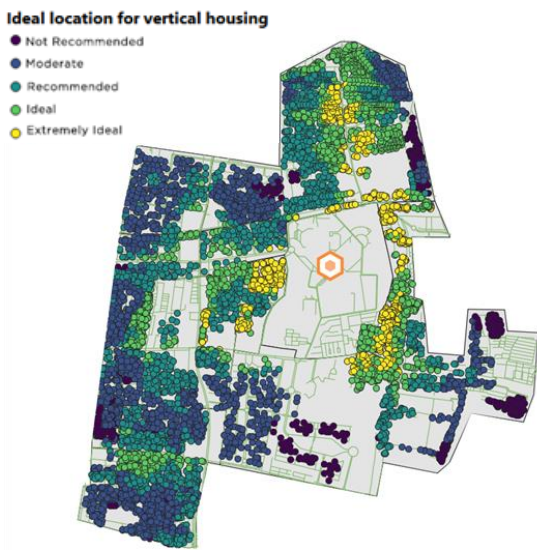 Ideal location for vertical housing
Not Recommended
Moderate
Recommended
Ideal
Extremely Ideal